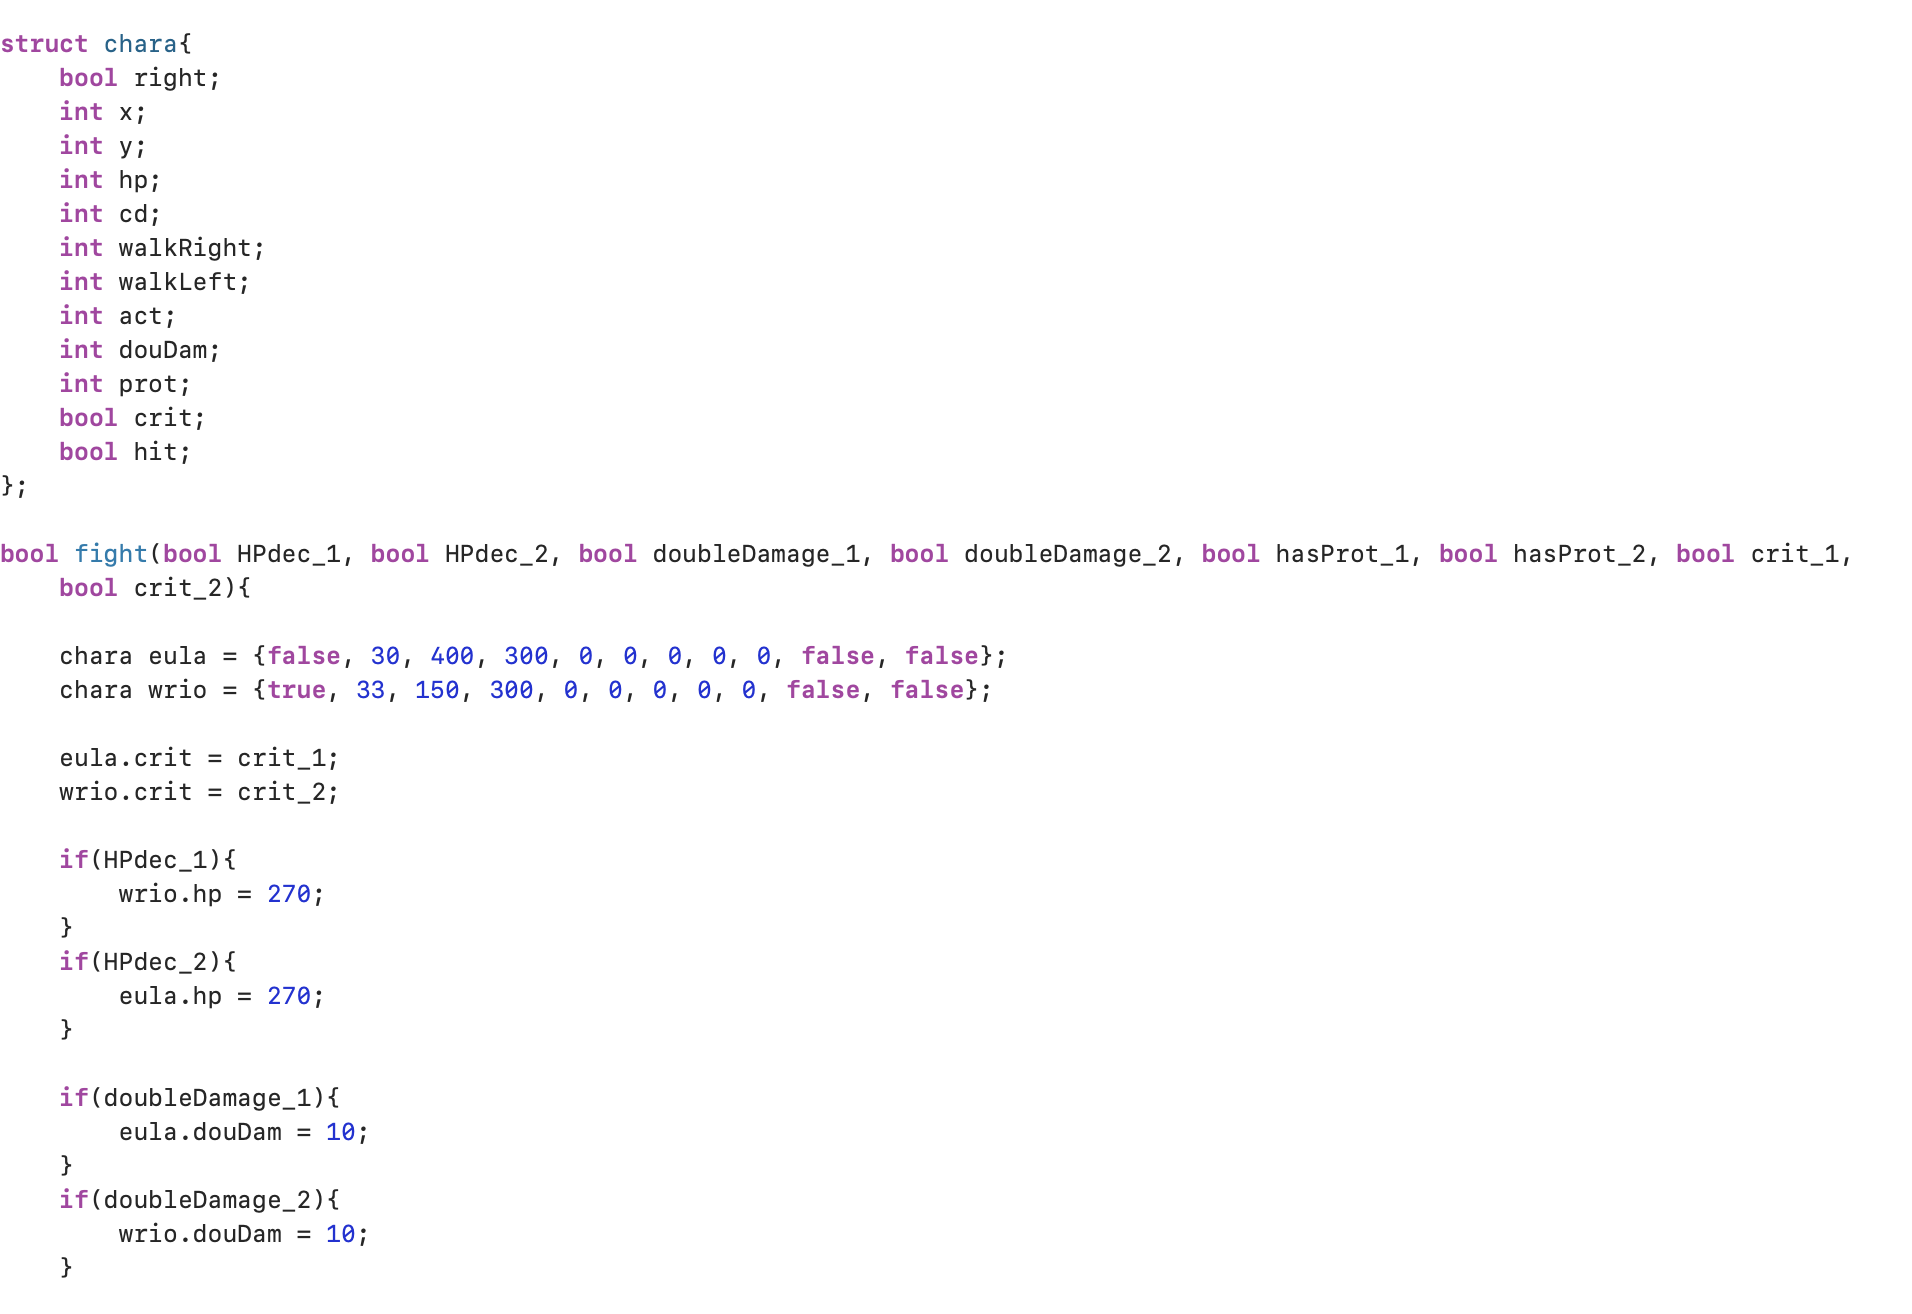 struct chara{
    bool right;
    int x;
    int y;
    int hp;
    int cd;
    int walkRight;
    int walkLeft;
    int act;
    int douDam;
    int prot;
    bool crit;
    bool hit;
};

bool fight(bool HPdec_1, bool HPdec_2, bool doubleDamage_1, bool doubleDamage_2, bool hasProt_1, bool hasProt_2, bool crit_1,
    bool crit_2){

    chara eula = {false, 30, 400, 300, 0, 0, 0, 0, 0, false, false};
    chara wrio = {true, 33, 150, 300, 0, 0, 0, 0, 0, false, false};

    eula.crit = crit_1;
    wrio.crit = crit_2;

    if(HPdec_1){
        wrio.hp = 270;
    }
    if(HPdec_2){
        eula.hp = 270;
    }

    if(doubleDamage_1){
        eula.douDam = 10;
    }
    if(doubleDamage_2){
        wrio.douDam = 10;
    }